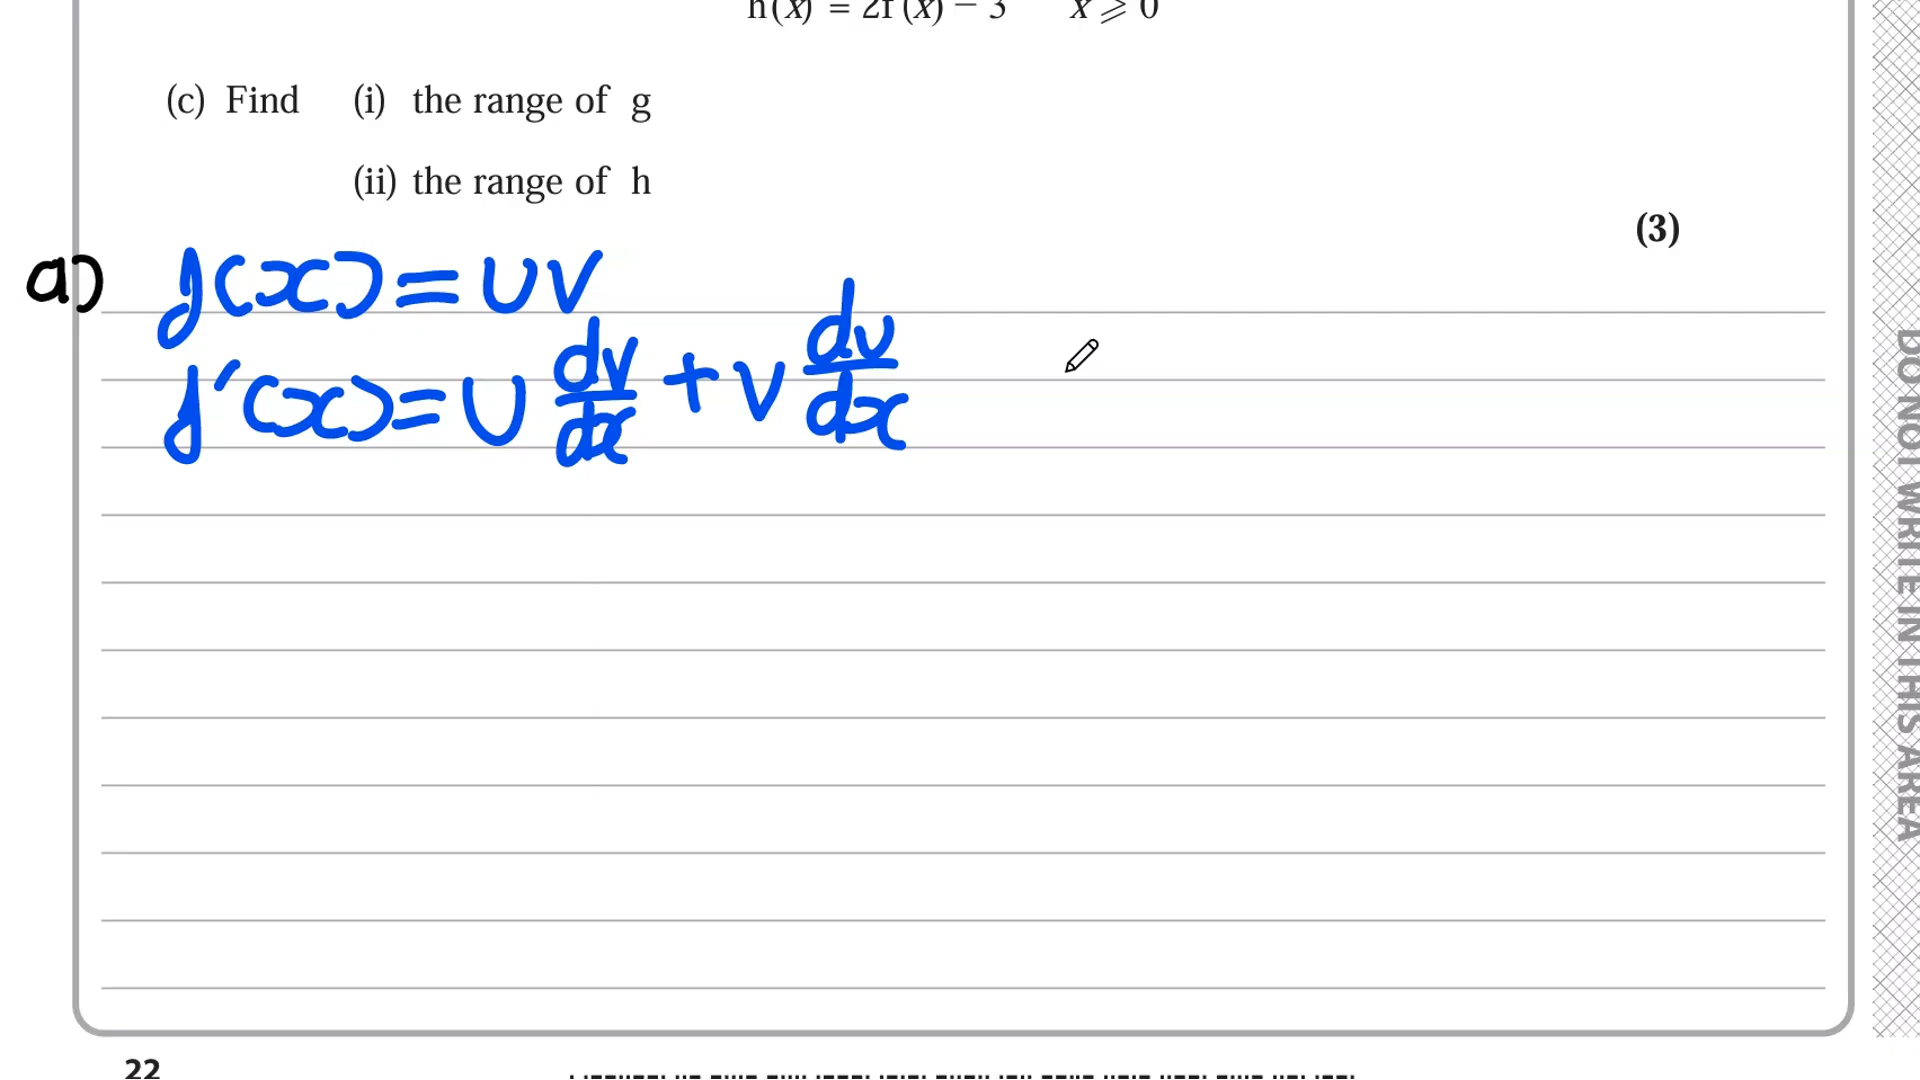 h(x) = 2f(x) − 3 x ⩾ 0
(c) Find (i) the range of g
(ii) the range of h
(3)
a) f(x) = uv
f'(x) = u dv/dx + v du/dx
DO NOT WRITE IN THIS AREA
22